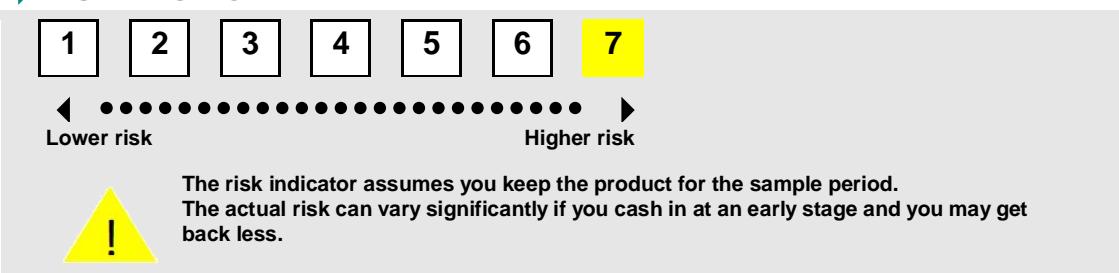 1 2 3 4 5 6 7
Lower risk Higher risk
!
The risk indicator assumes you keep the product for the sample period.
The actual risk can vary significantly if you cash in at an early stage and you may get
back less.